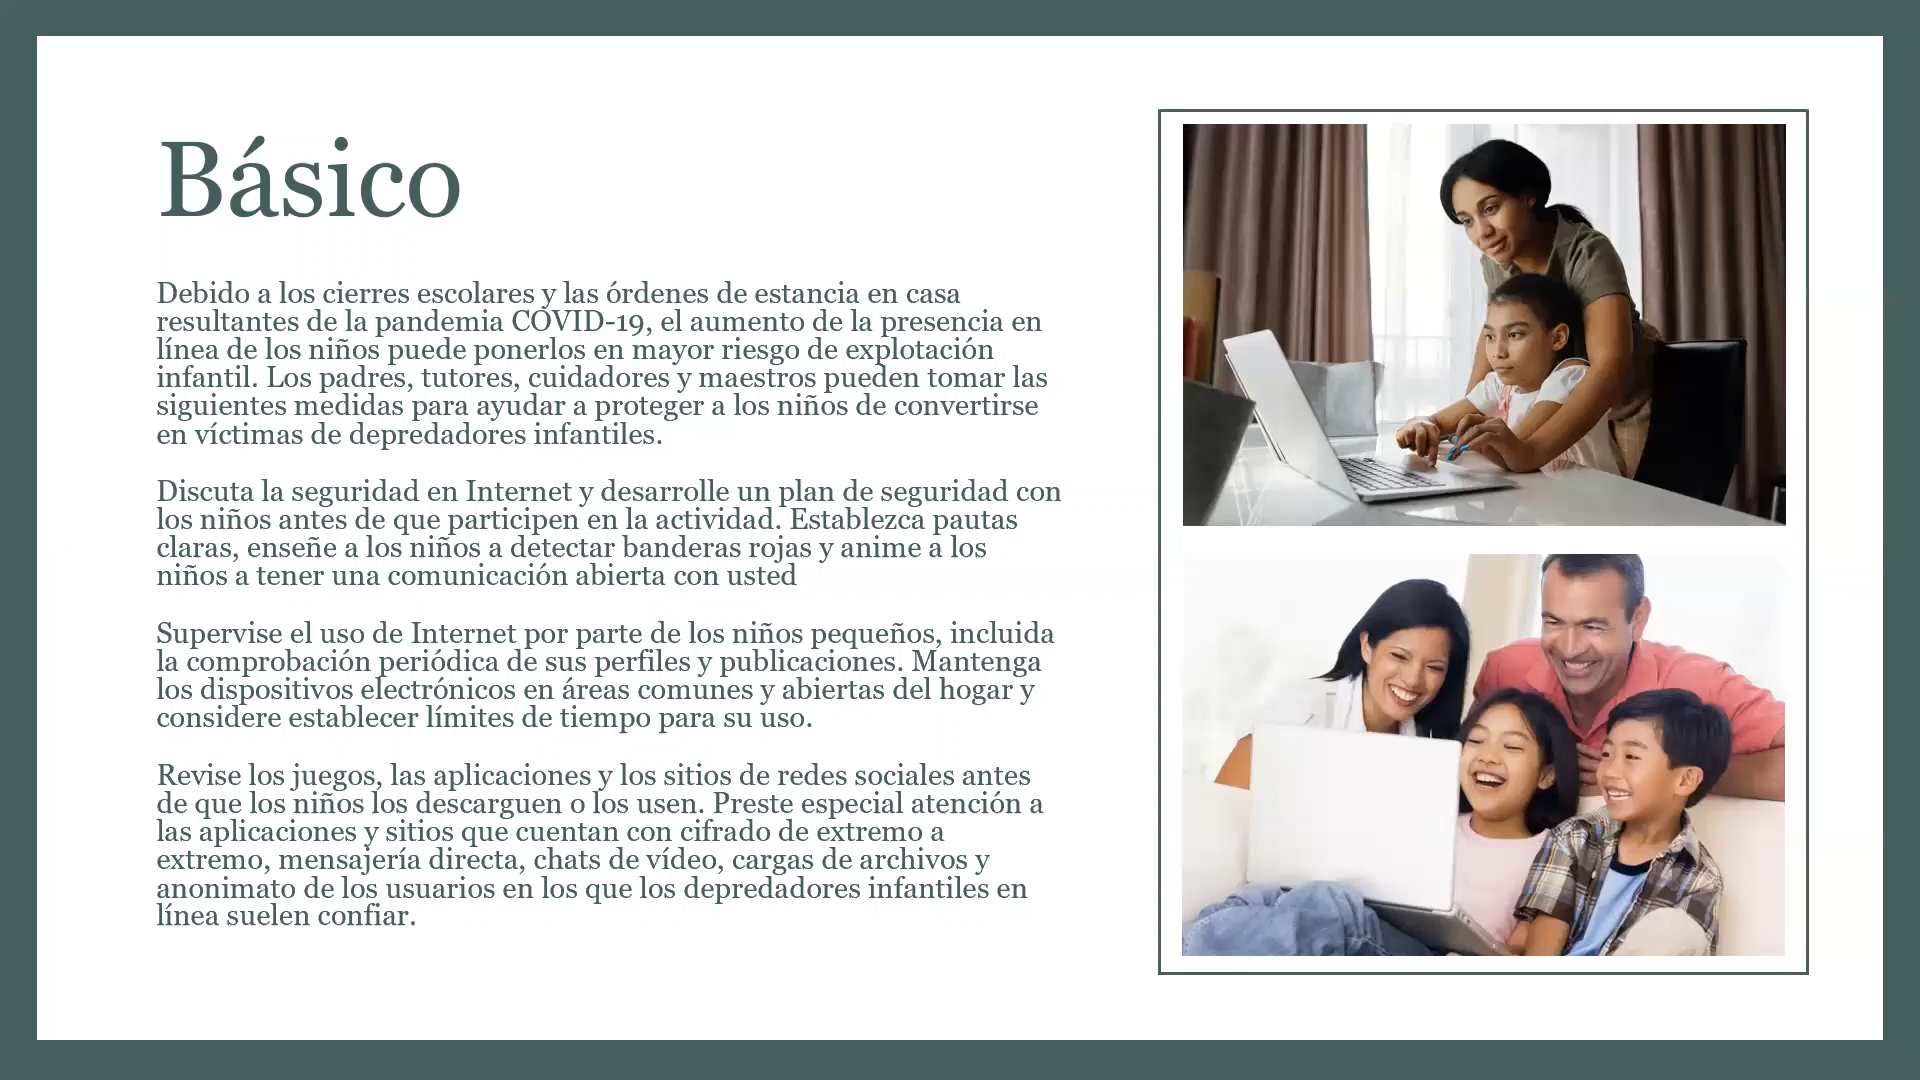 Básico
Debido a los cierres escolares y las órdenes de estancia en casa
resultantes de la pandemia COVID-19, el aumento de la presencia en
línea de los niños puede ponerlos en mayor riesgo de explotación
infantil. Los padres, tutores, cuidadores y maestros pueden tomar las
siguientes medidas para ayudar a proteger a los niños de convertirse
en víctimas de depredadores infantiles.
Discuta la seguridad en Internet y desarrolle un plan de seguridad con
los niños antes de que participen en la actividad. Establezca pautas
claras, enseñe a los niños a detectar banderas rojas y anime a los
niños a tener una comunicación abierta con usted
Supervise el uso de Internet por parte de los niños pequeños, incluida
la comprobación periódica de sus perfiles y publicaciones. Mantenga
los dispositivos electrónicos en áreas comunes y abiertas del hogar y
considere establecer límites de tiempo para su uso.
Revise los juegos, las aplicaciones y los sitios de redes sociales antes
de que los niños los descarguen o los usen. Preste especial atención a
las aplicaciones y sitios que cuentan con cifrado de extremo a
extremo, mensajería directa, chats de vídeo, cargas de archivos y
anonimato de los usuarios en los que los depredadores infantiles en
línea suelen confiar.